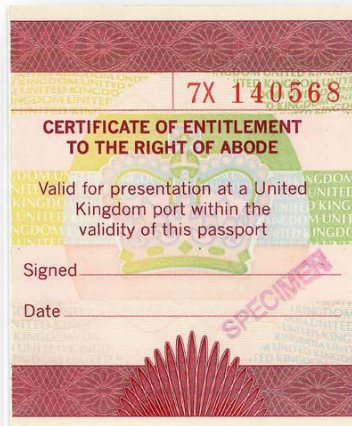 7X 140568
CERTIFICATE OF ENTITLEMENT
TO THE RIGHT OF ABODE
Valid for presentation at a United
Kingdom port within the
validity of this passport
Signed
Date
SPECIMEN